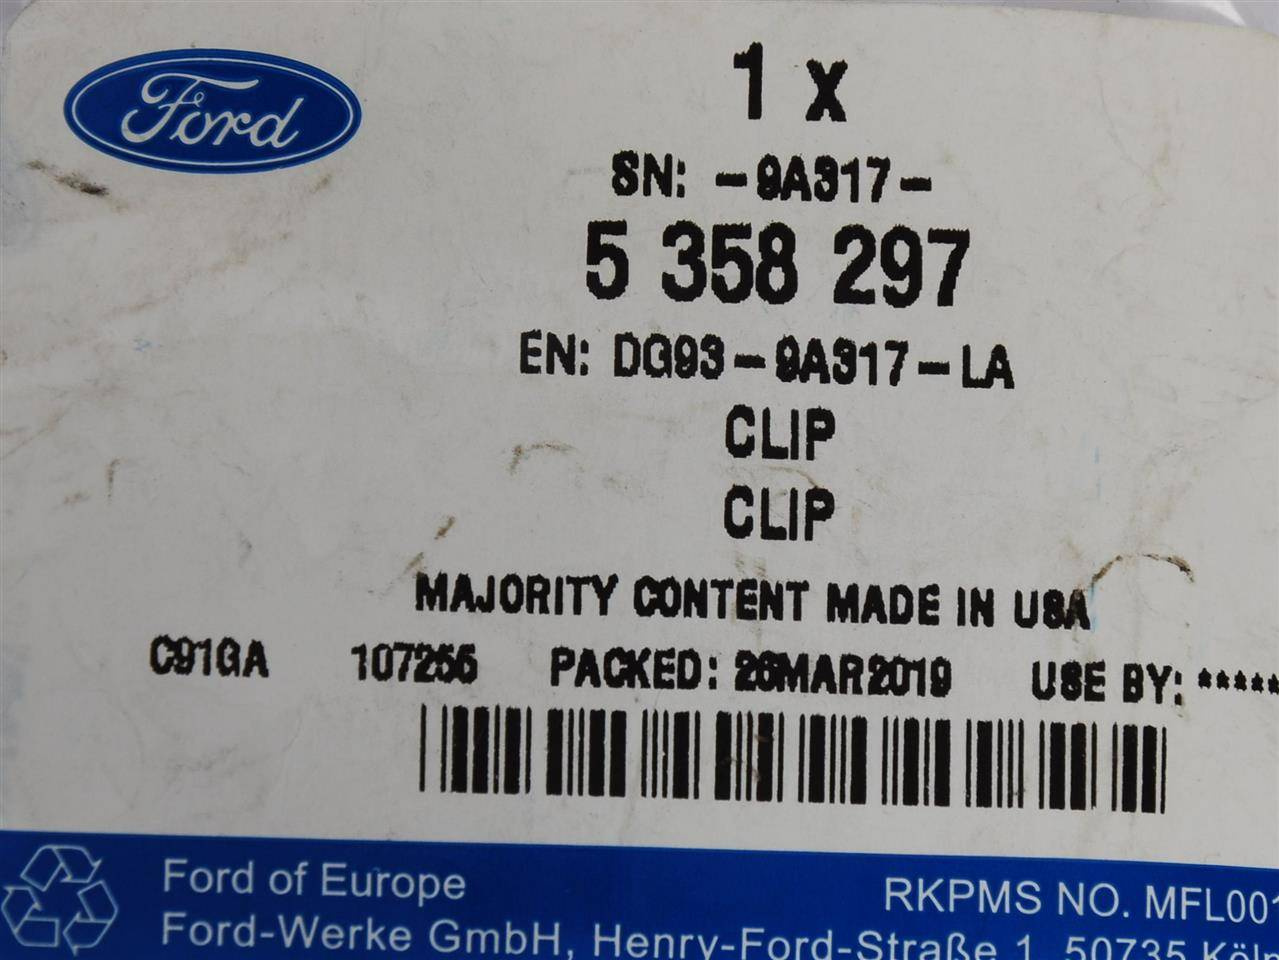 Ford
1 x
SN: -9A317-
5 358 297
EN: DG93-9A317-LA
CLIP
CLIP
MAJORITY CONTENT MADE IN USA
C91GA 107255 PACKED: 26MAR2019 USE BY: *****
Ford of Europe
RKPMS NO. MFL001
Ford-Werke GmbH, Henry-Ford-Straße 1, 50735 Köln